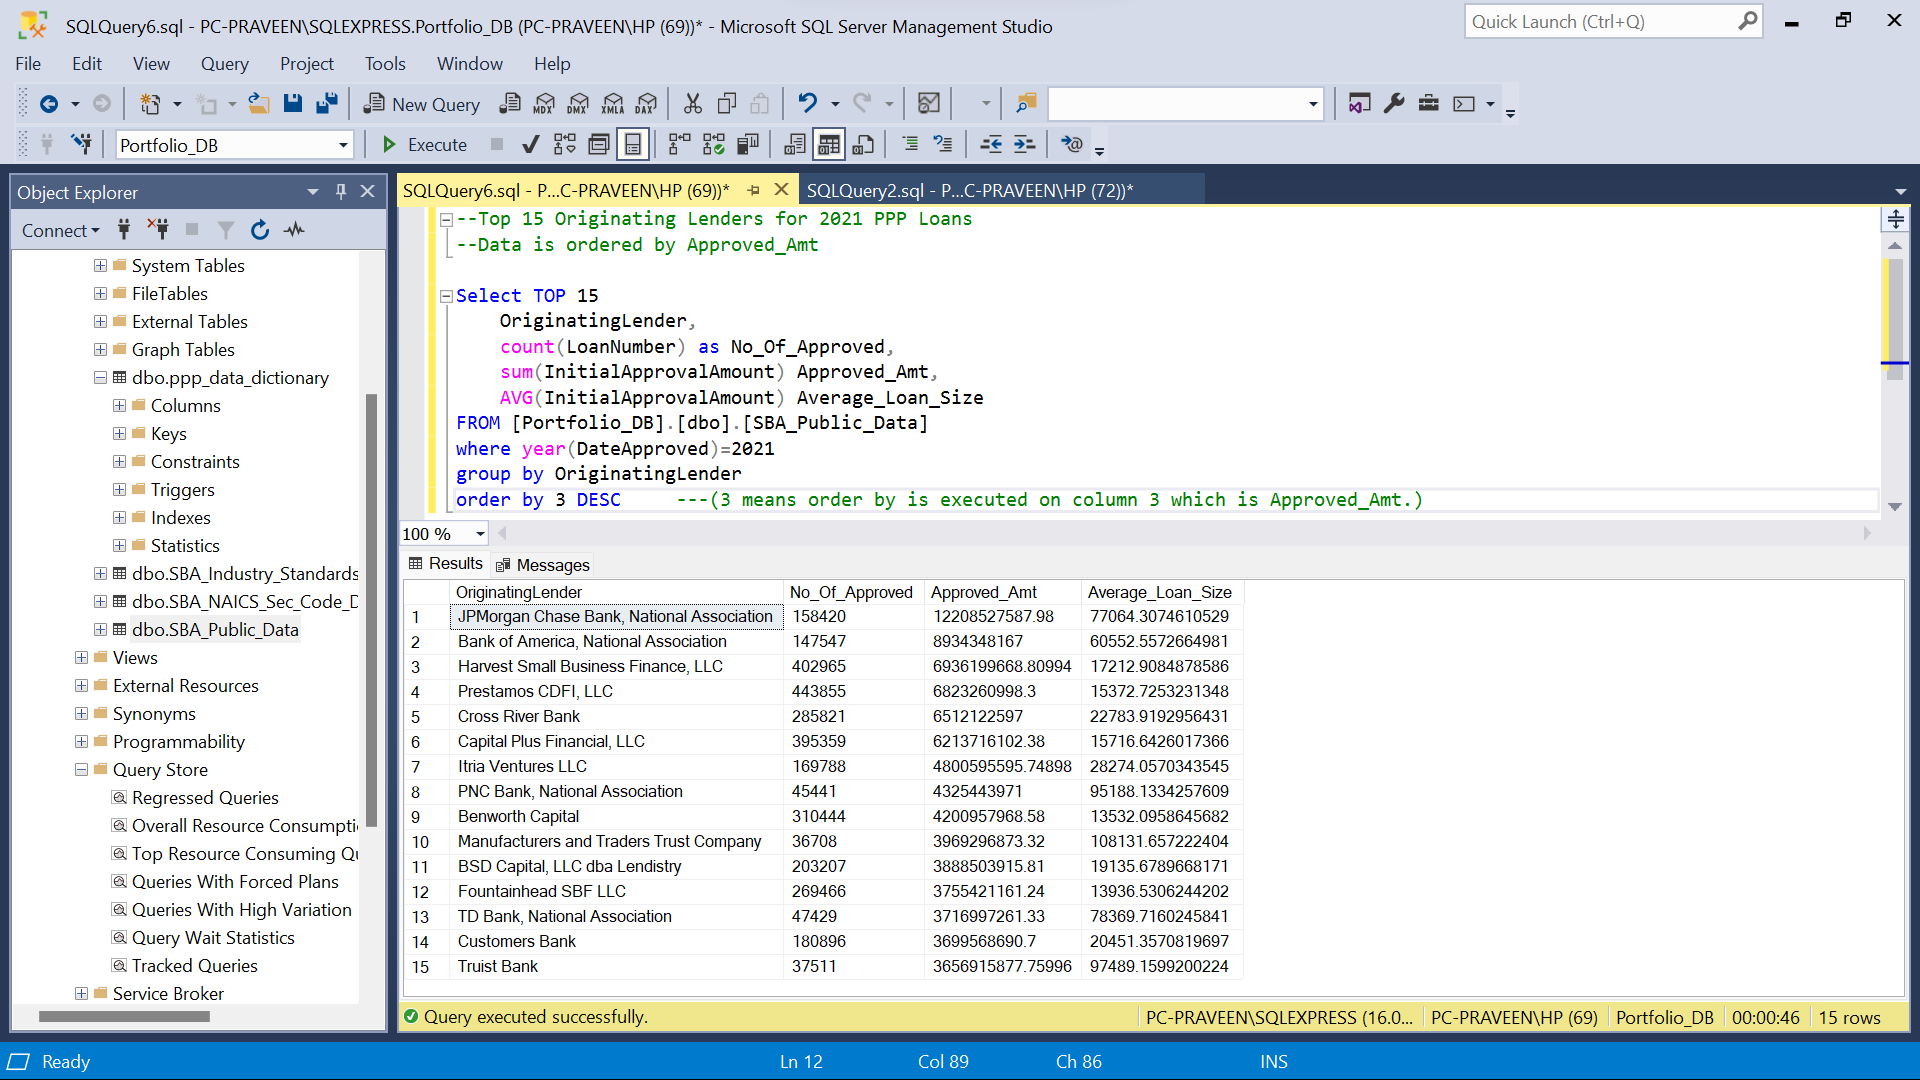 SQLQuery6.sql - PC-PRAVEEN\SQLEXPRESS.Portfolio_DB (PC-PRAVEEN\HP (69))* - Microsoft SQL Server Management Studio
Quick Launch (Ctrl+Q)
File Edit View Query Project Tools Window Help
New Query MDX DMX XMLA DAX
Portfolio_DB Execute
Object Explorer
Connect
System Tables
FileTables
External Tables
Graph Tables
dbo.ppp_data_dictionary
Columns
Keys
Constraints
Triggers
Indexes
Statistics
dbo.SBA_Industry_Standards
dbo.SBA_NAICS_Sec_Code_D
dbo.SBA_Public_Data
Views
External Resources
Synonyms
Programmability
Query Store
Regressed Queries
Overall Resource Consumpti
Top Resource Consuming Qu
Queries With Forced Plans
Queries With High Variation
Query Wait Statistics
Tracked Queries
Service Broker
SQLQuery6.sql - P...C-PRAVEEN\HP (69))* SQLQuery2.sql - P...C-PRAVEEN\HP (72))*
--Top 15 Originating Lenders for 2021 PPP Loans
--Data is ordered by Approved_Amt
Select TOP 15
OriginatingLender,
count(LoanNumber) as No_Of_Approved,
sum(InitialApprovalAmount) Approved_Amt,
AVG(InitialApprovalAmount) Average_Loan_Size
FROM [Portfolio_DB].[dbo].[SBA_Public_Data]
where year(DateApproved)=2021
group by OriginatingLender
order by 3 DESC ---(3 means order by is executed on column 3 which is Approved_Amt.)
100 %
Results Messages
OriginatingLender No_Of_Approved Approved_Amt Average_Loan_Size
1 JPMorgan Chase Bank, National Association 158420 12208527587.98 77064.3074610529
2 Bank of America, National Association 147547 8934348167 60552.5572664981
3 Harvest Small Business Finance, LLC 402965 6936199668.80994 17212.9084878586
4 Prestamos CDFI, LLC 443855 6823260998.3 15372.7253231348
5 Cross River Bank 285821 6512122597 22783.9192956431
6 Capital Plus Financial, LLC 395359 6213716102.38 15716.6426017366
7 Itria Ventures LLC 169788 4800595595.74898 28274.0570343545
8 PNC Bank, National Association 45441 4325443971 95188.1334257609
9 Benworth Capital 310444 4200957968.58 13532.0958645682
10 Manufacturers and Traders Trust Company 36708 3969296873.32 108131.657222404
11 BSD Capital, LLC dba Lendistry 203207 3888503915.81 19135.6789668171
12 Fountainhead SBF LLC 269466 3755421161.24 13936.5306244202
13 TD Bank, National Association 47429 3716997261.33 78369.7160245841
14 Customers Bank 180896 3699568690.7 20451.3570819697
15 Truist Bank 37511 3656915877.75996 97489.1599200224
Query executed successfully. PC-PRAVEEN\SQLEXPRESS (16.0... PC-PRAVEEN\HP (69) Portfolio_DB 00:00:46 15 rows
Ready Ln 12 Col 89 Ch 86 INS